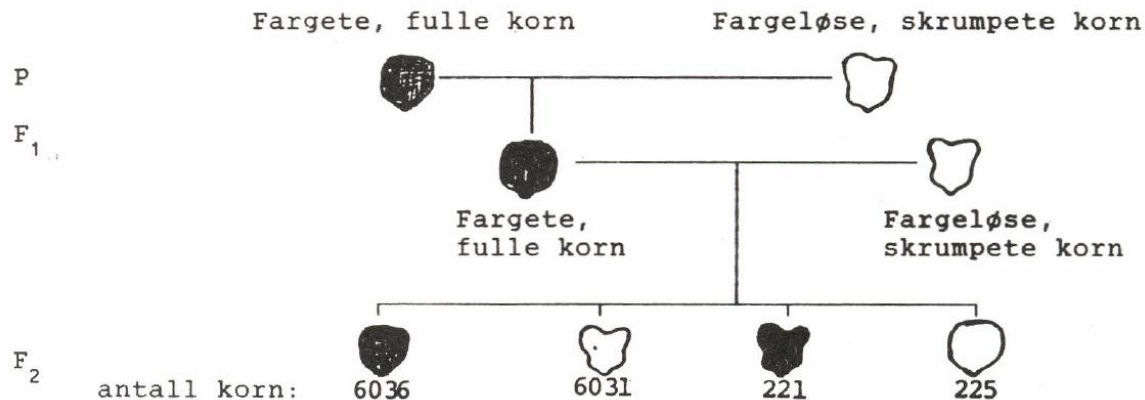 Fargete, fulle korn Fargeløse, skrumpete korn
P
F₁
Fargete, Fargeløse,
fulle korn skrumpete korn
F₂
antall korn: 6036 6031 221 225